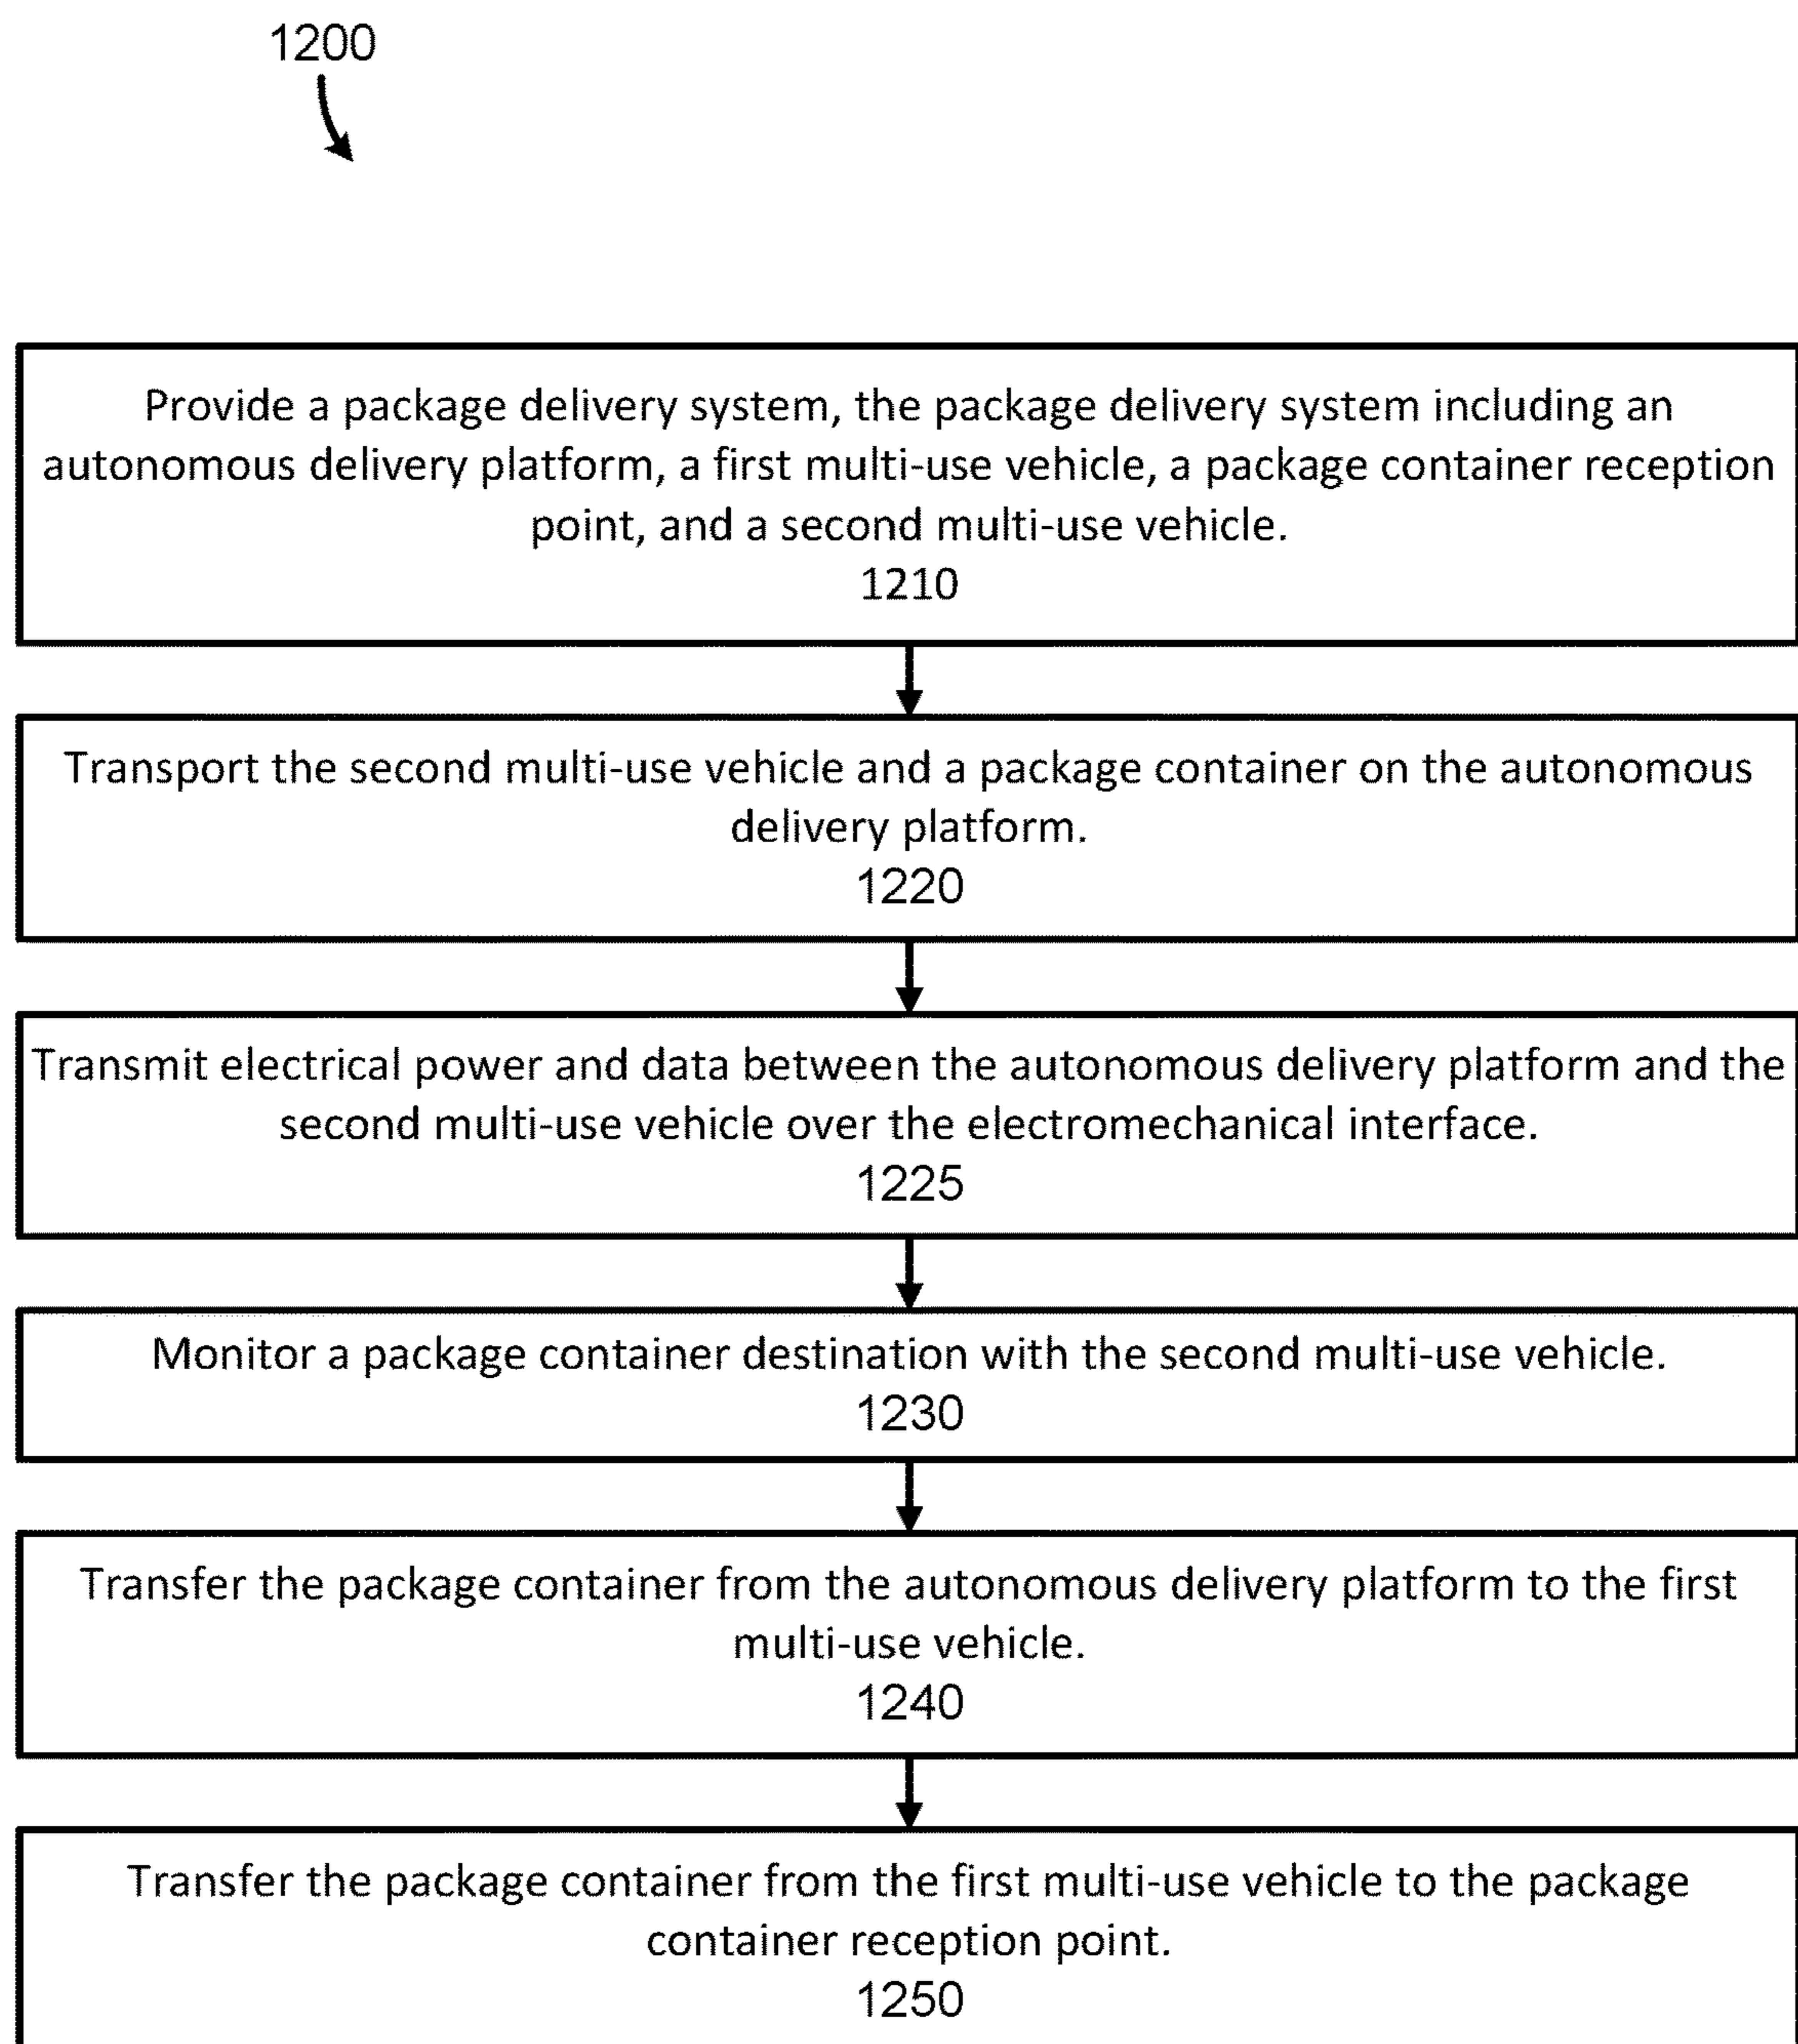 1200
Provide a package delivery system, the package delivery system including an
autonomous delivery platform, a first multi-use vehicle, a package container reception
point, and a second multi-use vehicle.
1210
Transport the second multi-use vehicle and a package container on the autonomous
delivery platform.
1220
Transmit electrical power and data between the autonomous delivery platform and the
second multi-use vehicle over the electromechanical interface.
1225
Monitor a package container destination with the second multi-use vehicle.
1230
Transfer the package container from the autonomous delivery platform to the first
multi-use vehicle.
1240
Transfer the package container from the first multi-use vehicle to the package
container reception point.
1250